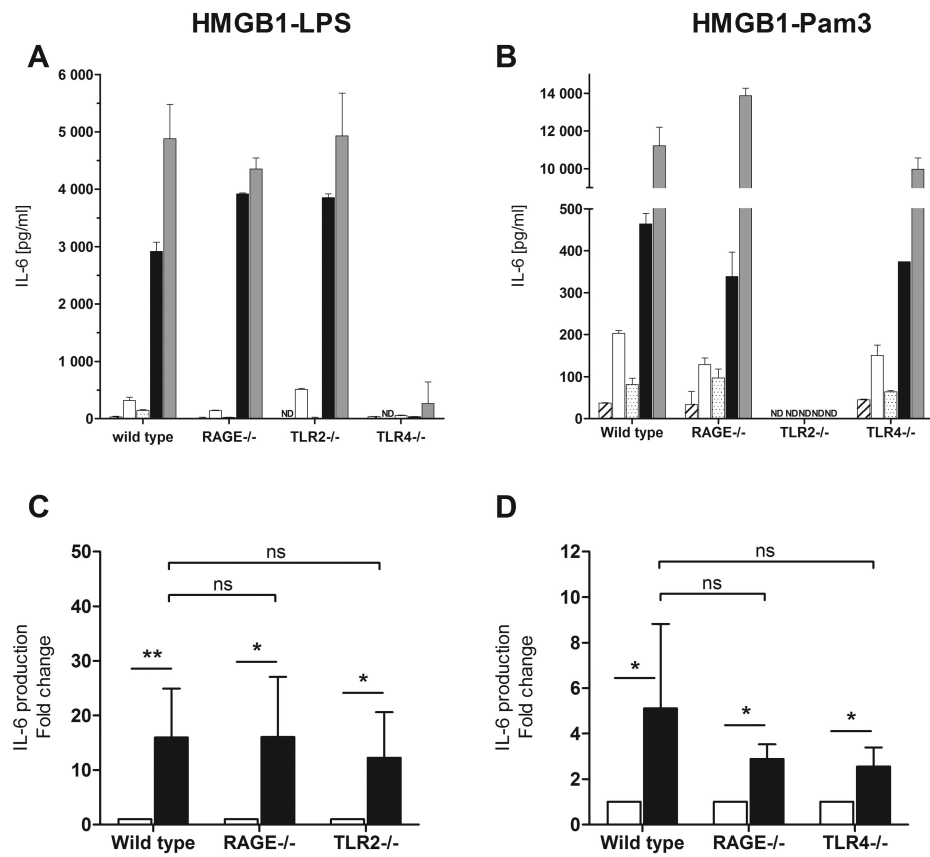 HMGB1-LPS
HMGB1-Pam3
A
6 000
5 000
4 000
3 000
2 000
1 000
0
IL-6 [pg/ml]
ND
ND
wild type RAGE-/- TLR2-/- TLR4-/-
B
14 000
12 000
10 000
500
400
300
200
100
0
IL-6 [pg/ml]
ND NDNDNDND
Wild type RAGE-/- TLR2-/- TLR4-/-
C
50
40
30
20
10
0
IL-6 production
Fold change
ns
ns
**
*
*
Wild type RAGE-/- TLR2-/-
D
12
10
8
6
4
2
0
IL-6 production
Fold change
ns
ns
*
*
*
Wild type RAGE-/- TLR4-/-